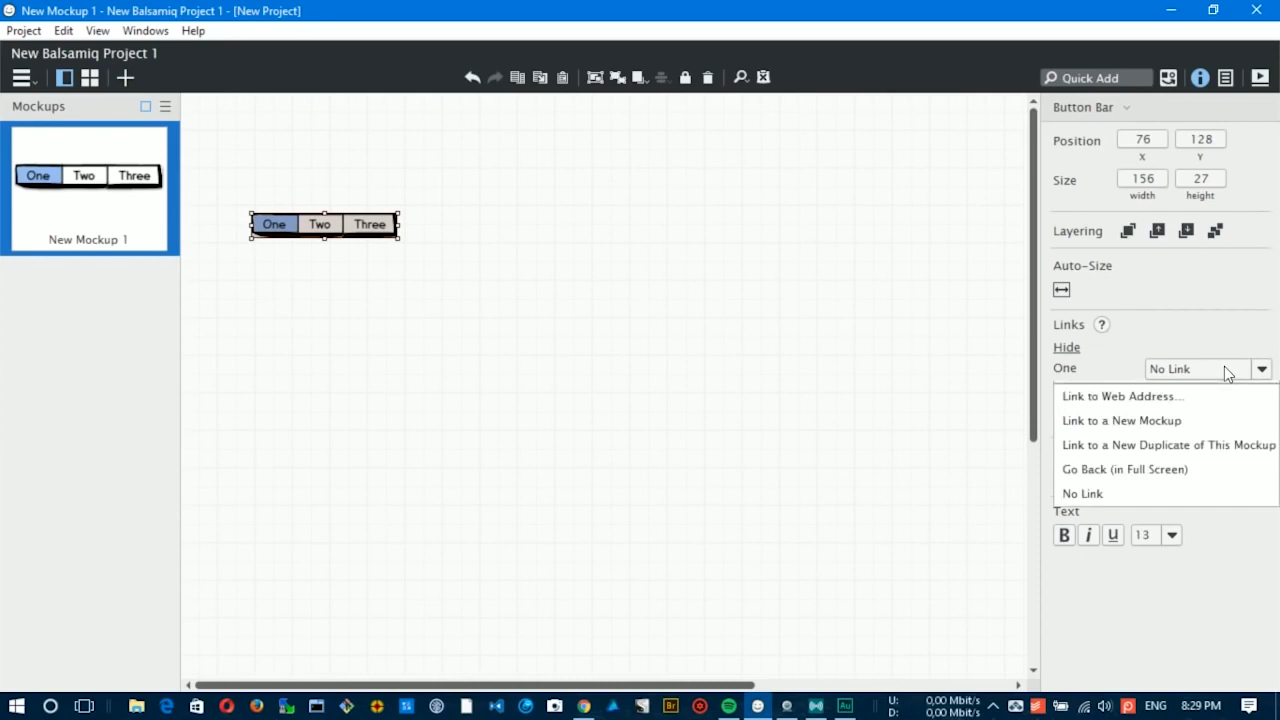 New Mockup 1 - New Balsamiq Project 1 - [New Project]
Project Edit View Windows Help
New Balsamiq Project 1
Quick Add
Mockups
One Two Three
New Mockup 1
One Two Three
Button Bar
Position 76 128
X Y
Size 156 27
width height
Layering
Auto-Size
Links ?
Hide
One No Link
Link to Web Address...
Link to a New Mockup
Link to a New Duplicate of This Mockup
Go Back (in Full Screen)
No Link
Text
B i U 13
Br Au U: 0,00 Mbit/s
D: 0,00 Mbit/s
ENG 8:29 PM